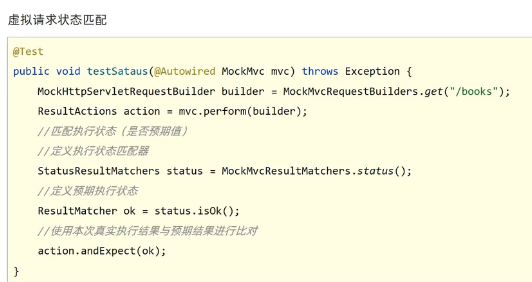 虚拟请求状态匹配
@Test
public void testSataus(@Autowired MockMvc mvc) throws Exception {
    MockHttpServletRequestBuilder builder = MockMvcRequestBuilders.get("/books");
    ResultActions action = mvc.perform(builder);
    //匹配执行状态（是否预期值）
    //定义执行状态匹配器
    StatusResultMatchers status = MockMvcResultMatchers.status();
    //定义预期执行状态
    ResultMatcher ok = status.isOk();
    //使用本次真实执行结果与预期结果进行比对
    action.andExpect(ok);
}